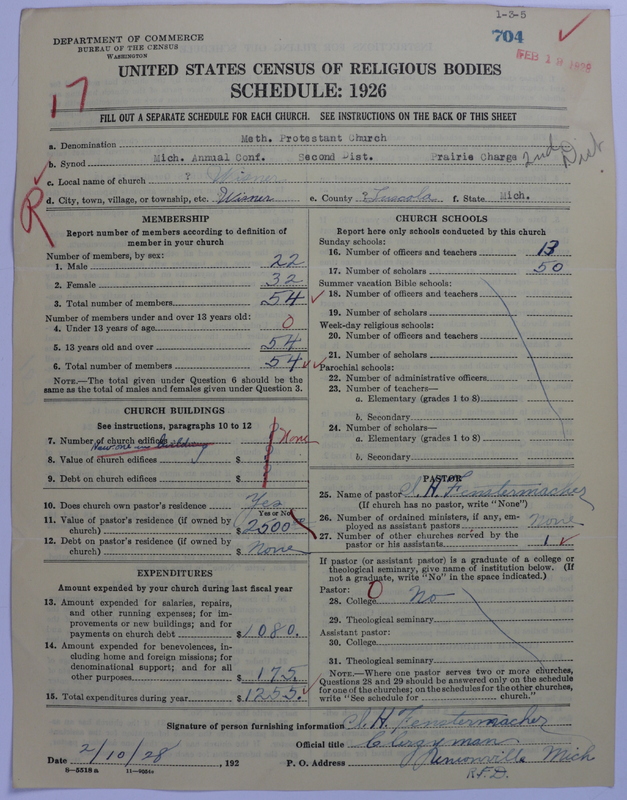 1-3-5
704
FEB 18 1928
DEPARTMENT OF COMMERCE
BUREAU OF THE CENSUS
WASHINGTON
UNITED STATES CENSUS OF RELIGIOUS BODIES
SCHEDULE: 1926
17
FILL OUT A SEPARATE SCHEDULE FOR EACH CHURCH. SEE INSTRUCTIONS ON THE BACK OF THIS SHEET
a. Denomination Meth. Protestant Church
b. Synod Mich. Annual Conf. Second Dist. Prairie Charge 2nd Dist
c. Local name of church ? Wisner
d. City, town, village, or township, etc. Wisner e. County ? Tuscola f. State Mich.
R
MEMBERSHIP
Report number of members according to definition of
member in your church
Number of members, by sex:
1. Male 22
2. Female 32
3. Total number of members 54
Number of members under and over 13 years old:
4. Under 13 years of age 0
5. 13 years old and over 54
6. Total number of members 54
NOTE.—The total given under Question 6 should be the
same as the total of males and females given under Question 3.
CHURCH BUILDINGS
See instructions, paragraphs 10 to 12
7. Number of church edifices None
New one in building
8. Value of church edifices $
9. Debt on church edifices $
10. Does church own pastor's residence Yes
Yes or No
11. Value of pastor's residence (if owned by
church) $ 2500
12. Debt on pastor's residence (if owned by
church) $ None
EXPENDITURES
Amount expended by your church during last fiscal year
13. Amount expended for salaries, repairs,
and other running expenses; for im-
provements or new buildings; and for
payments on church debt $ 1080.
14. Amount expended for benevolences, in-
cluding home and foreign missions; for
denominational support; and for all
other purposes $ 175
15. Total expenditures during year $ 1255.
CHURCH SCHOOLS
Report here only schools conducted by this church
Sunday schools:
16. Number of officers and teachers 13
17. Number of scholars 50
Summer vacation Bible schools:
18. Number of officers and teachers
19. Number of scholars
Week-day religious schools:
20. Number of officers and teachers
21. Number of scholars
Parochial schools:
22. Number of administrative officers
23. Number of teachers—
a. Elementary (grades 1 to 8)
b. Secondary
24. Number of scholars—
a. Elementary (grades 1 to 8)
b. Secondary
PASTOR
25. Name of pastor H. Fenstermacher
(If church has no pastor, write "None")
26. Number of ordained ministers, if any, em-
ployed as assistant pastors None
27. Number of other churches served by the
pastor or his assistants 1
If pastor (or assistant pastor) is a graduate of a college or
theological seminary, give name of institution below. (If
not a graduate, write "No" in the space indicated.)
Pastor: 0
28. College No
29. Theological seminary
Assistant pastor:
30. College
31. Theological seminary
NOTE.—Where one pastor serves two or more churches,
Questions 28 and 29 should be answered only on the schedule
for one of the churches; on the schedules for the other churches,
write "See schedule for church."
Signature of person furnishing information H. Fenstermacher
Official title Clergyman
Date 2/10/28, 192 P. O. Address Unionville Mich
R.F.D.
8-5518 a